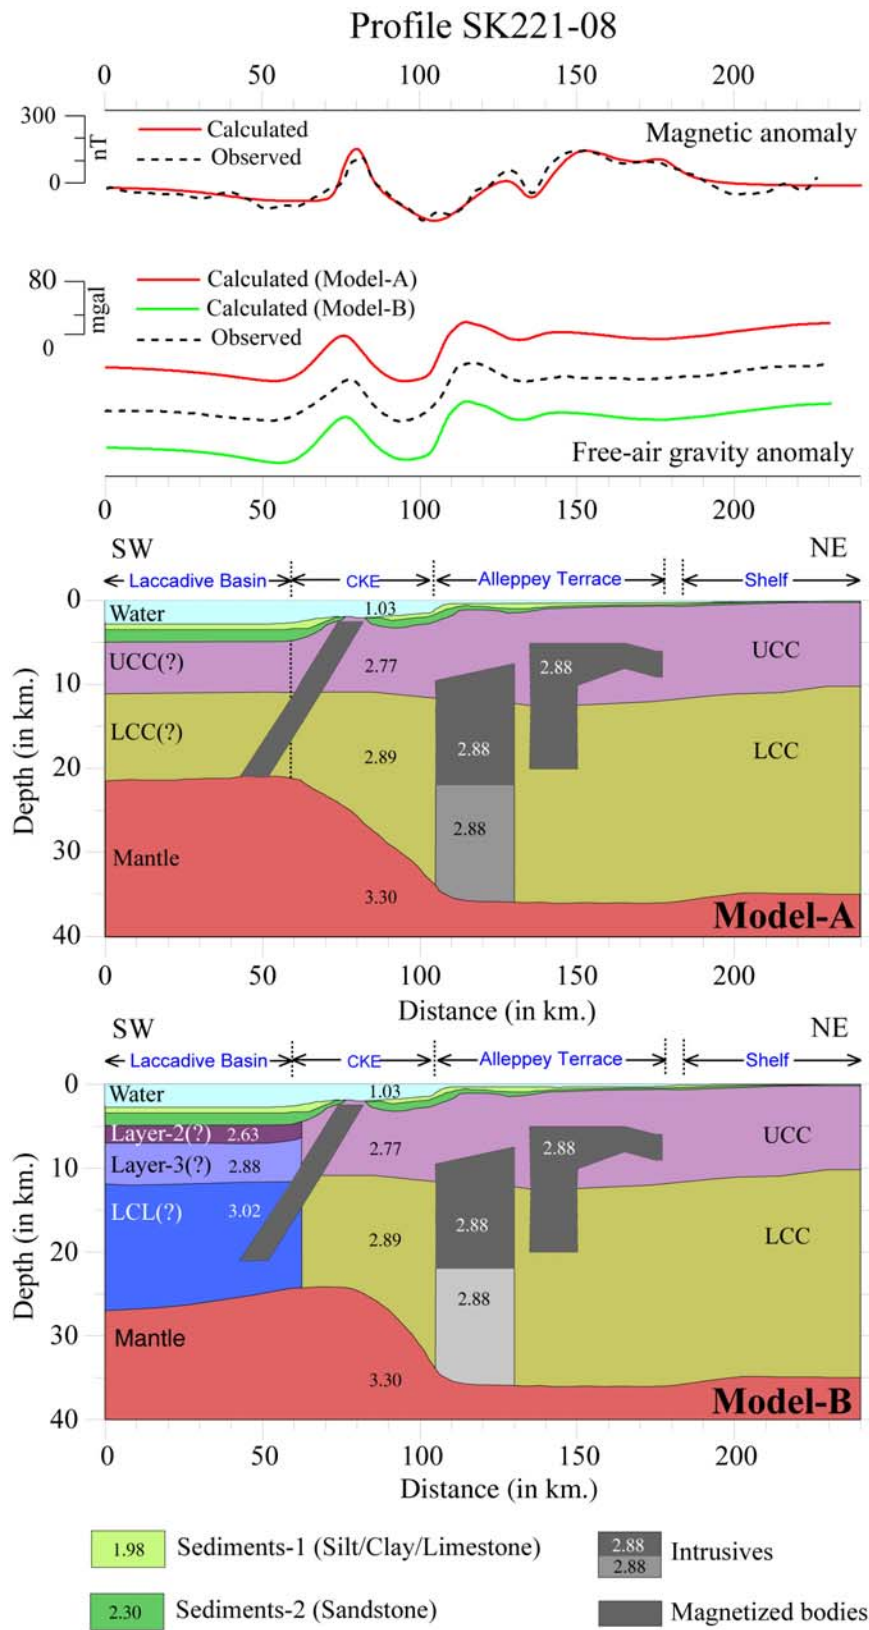 Profile SK221-08
0 50 100 150 200
300
nT
0
Calculated
Observed
Magnetic anomaly
80
mgal
0
Calculated (Model-A)
Calculated (Model-B)
Observed
Free-air gravity anomaly
0 50 100 150 200
SW NE
Laccadive Basin CKE Alleppey Terrace Shelf
0
10
20
30
40
Depth (in km.)
Water 1.03
UCC(?) 2.77 2.88 UCC
LCC(?) 2.89 2.88 LCC
2.88
Mantle 3.30
Model-A
0 50 100 150 200
Distance (in km.)
SW NE
Laccadive Basin CKE Alleppey Terrace Shelf
0
10
20
30
40
Depth (in km.)
Water 1.03
Layer-2(?) 2.63
2.77 2.88 UCC
Layer-3(?) 2.88
LCL(?) 3.02
2.89 2.88 LCC
2.88
Mantle 3.30
Model-B
0 50 100 150 200
Distance (in km.)
1.98 Sediments-1 (Silt/Clay/Limestone)
2.30 Sediments-2 (Sandstone)
2.88
2.88
Intrusives
Magnetized bodies